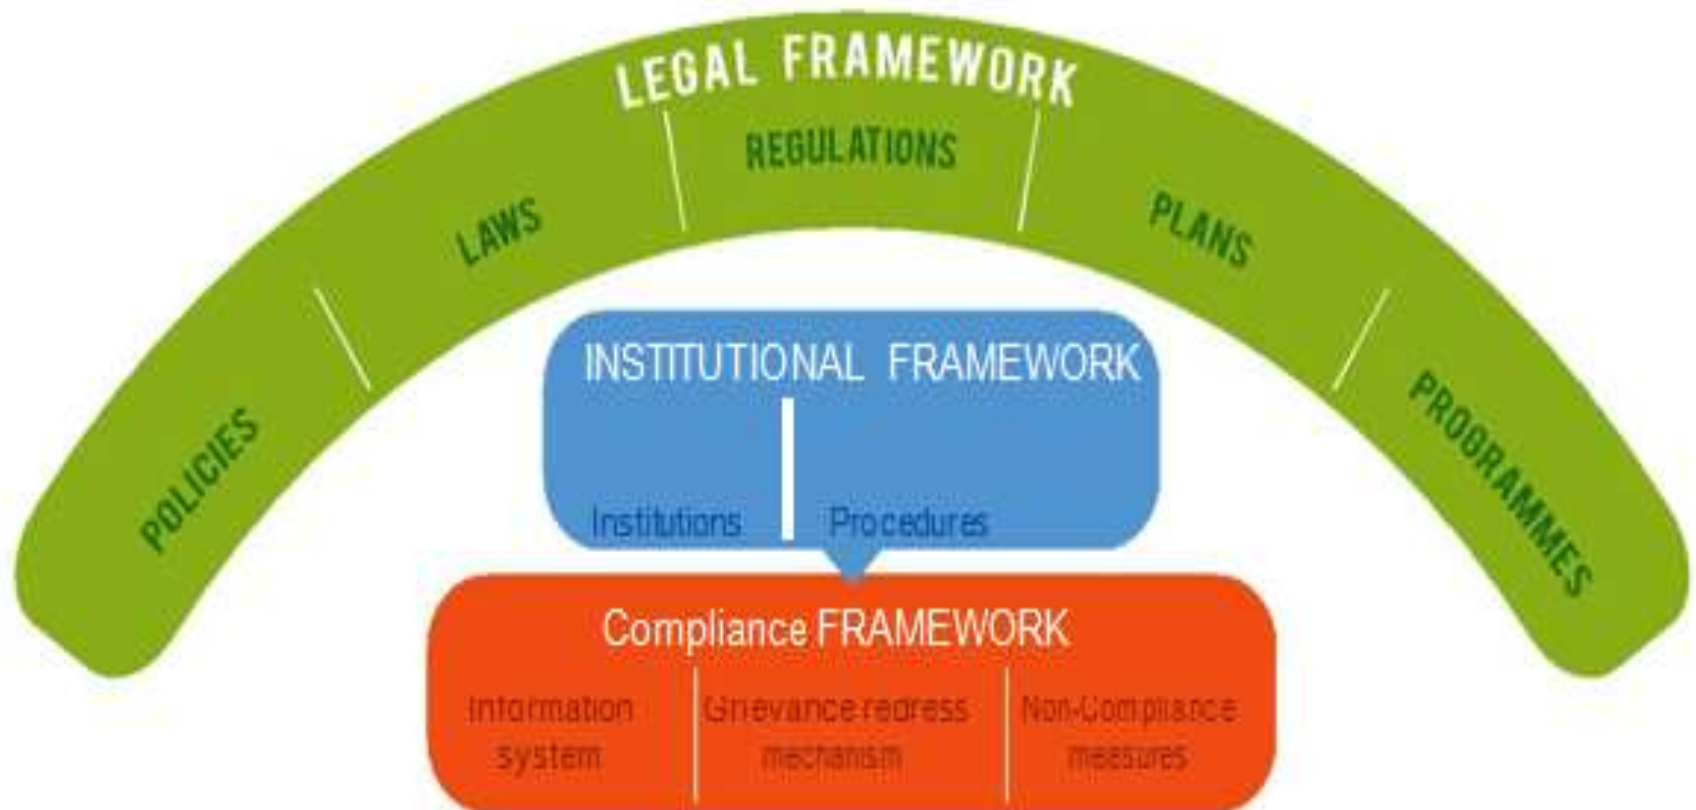 LEGAL FRAMEWORK
POLICIES
LAWS
REGULATIONS
PLANS
PROGRAMMES
INSTITUTIONAL FRAMEWORK
Institutions
Procedures
Compliance FRAMEWORK
Information
system
Grievance redress
mechanism
Non-Compliance
measures